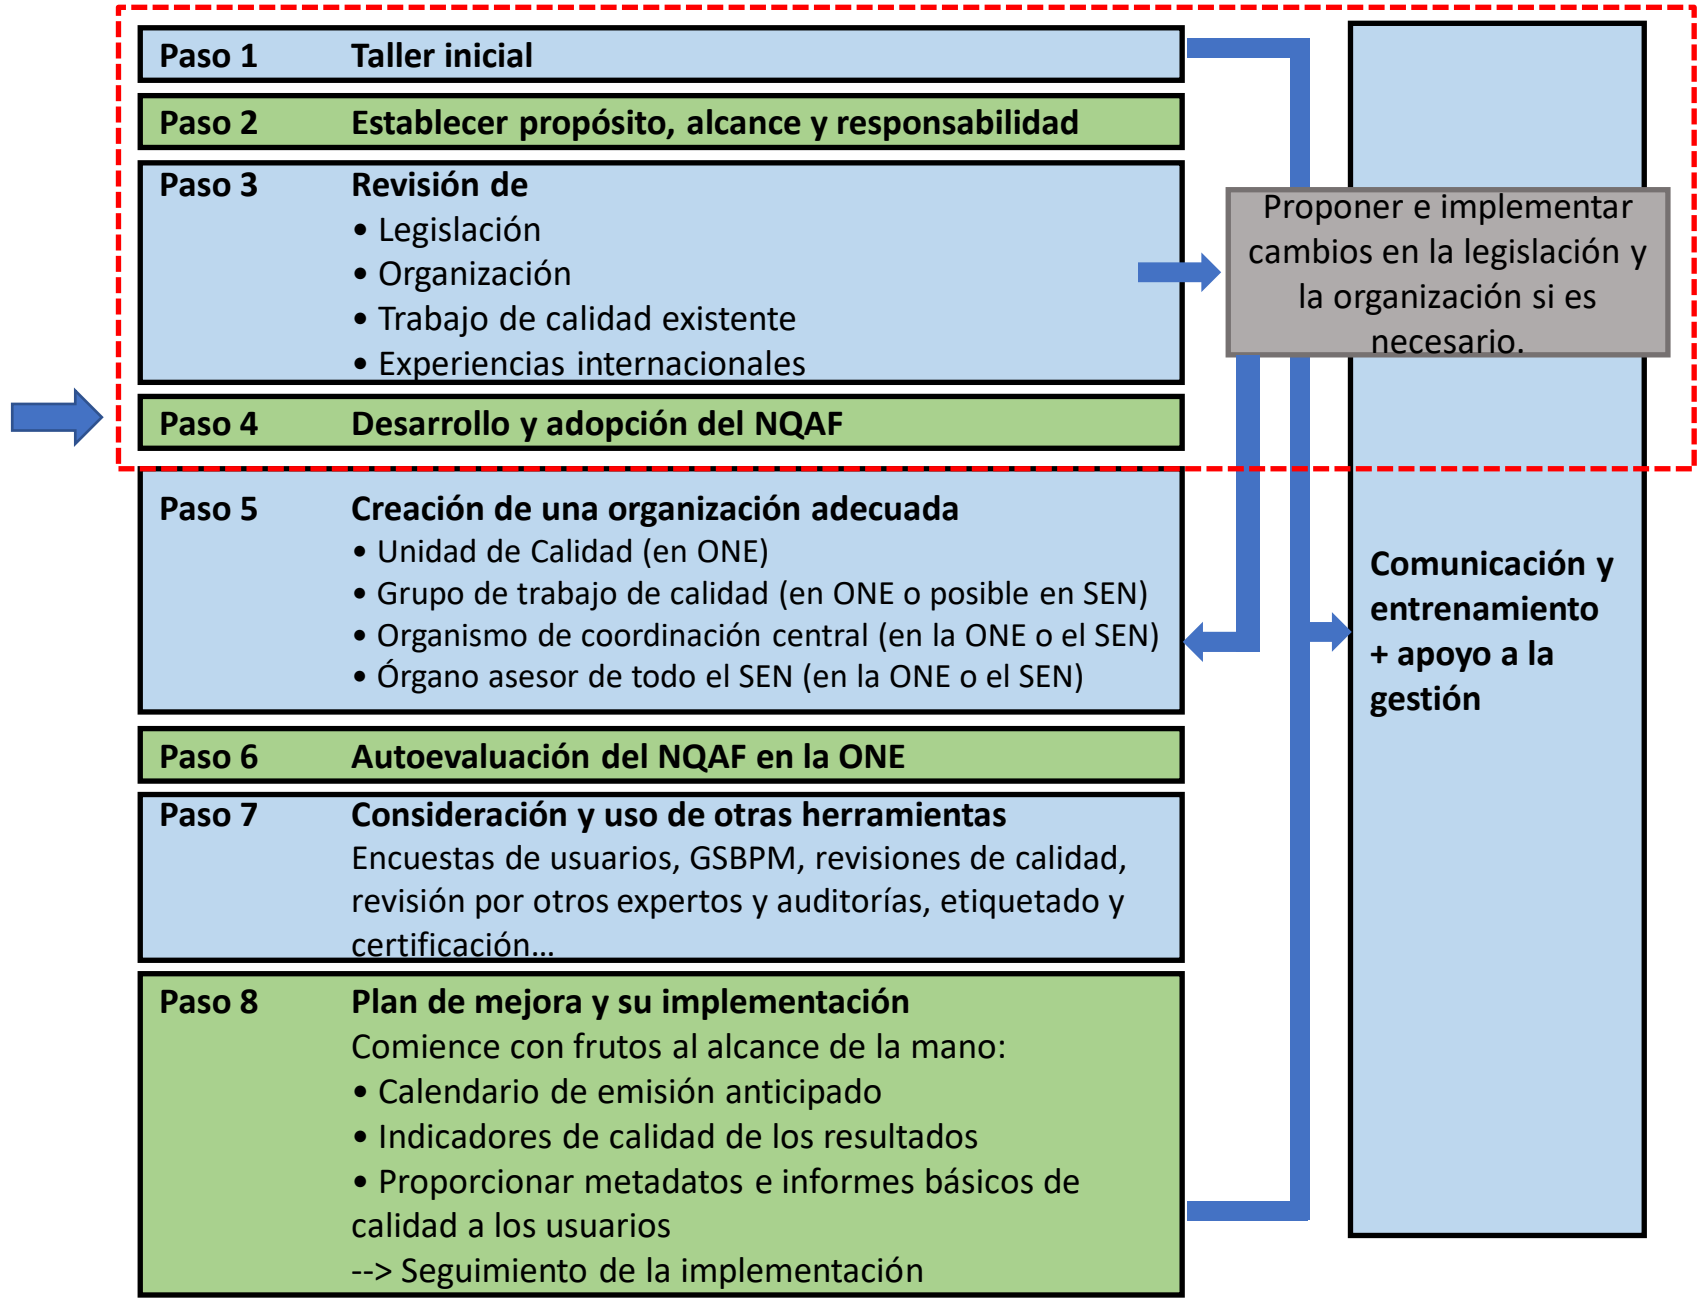 Paso 1 Taller inicial
Paso 2 Establecer propósito, alcance y responsabilidad
Paso 3 Revisión de
• Legislación
• Organización
• Trabajo de calidad existente
• Experiencias internacionales
Proponer e implementar
cambios en la legislación y
la organización si es
necesario.
Paso 4 Desarrollo y adopción del NQAF
Paso 5 Creación de una organización adecuada
• Unidad de Calidad (en ONE)
• Grupo de trabajo de calidad (en ONE o posible en SEN)
• Organismo de coordinación central (en la ONE o el SEN)
• Órgano asesor de todo el SEN (en la ONE o el SEN)
Comunicación y
entrenamiento
+ apoyo a la
gestión
Paso 6 Autoevaluación del NQAF en la ONE
Paso 7 Consideración y uso de otras herramientas
Encuestas de usuarios, GSBPM, revisiones de calidad,
revisión por otros expertos y auditorías, etiquetado y
certificación…
Paso 8 Plan de mejora y su implementación
Comience con frutos al alcance de la mano:
• Calendario de emisión anticipado
• Indicadores de calidad de los resultados
• Proporcionar metadatos e informes básicos de
calidad a los usuarios
--> Seguimiento de la implementación